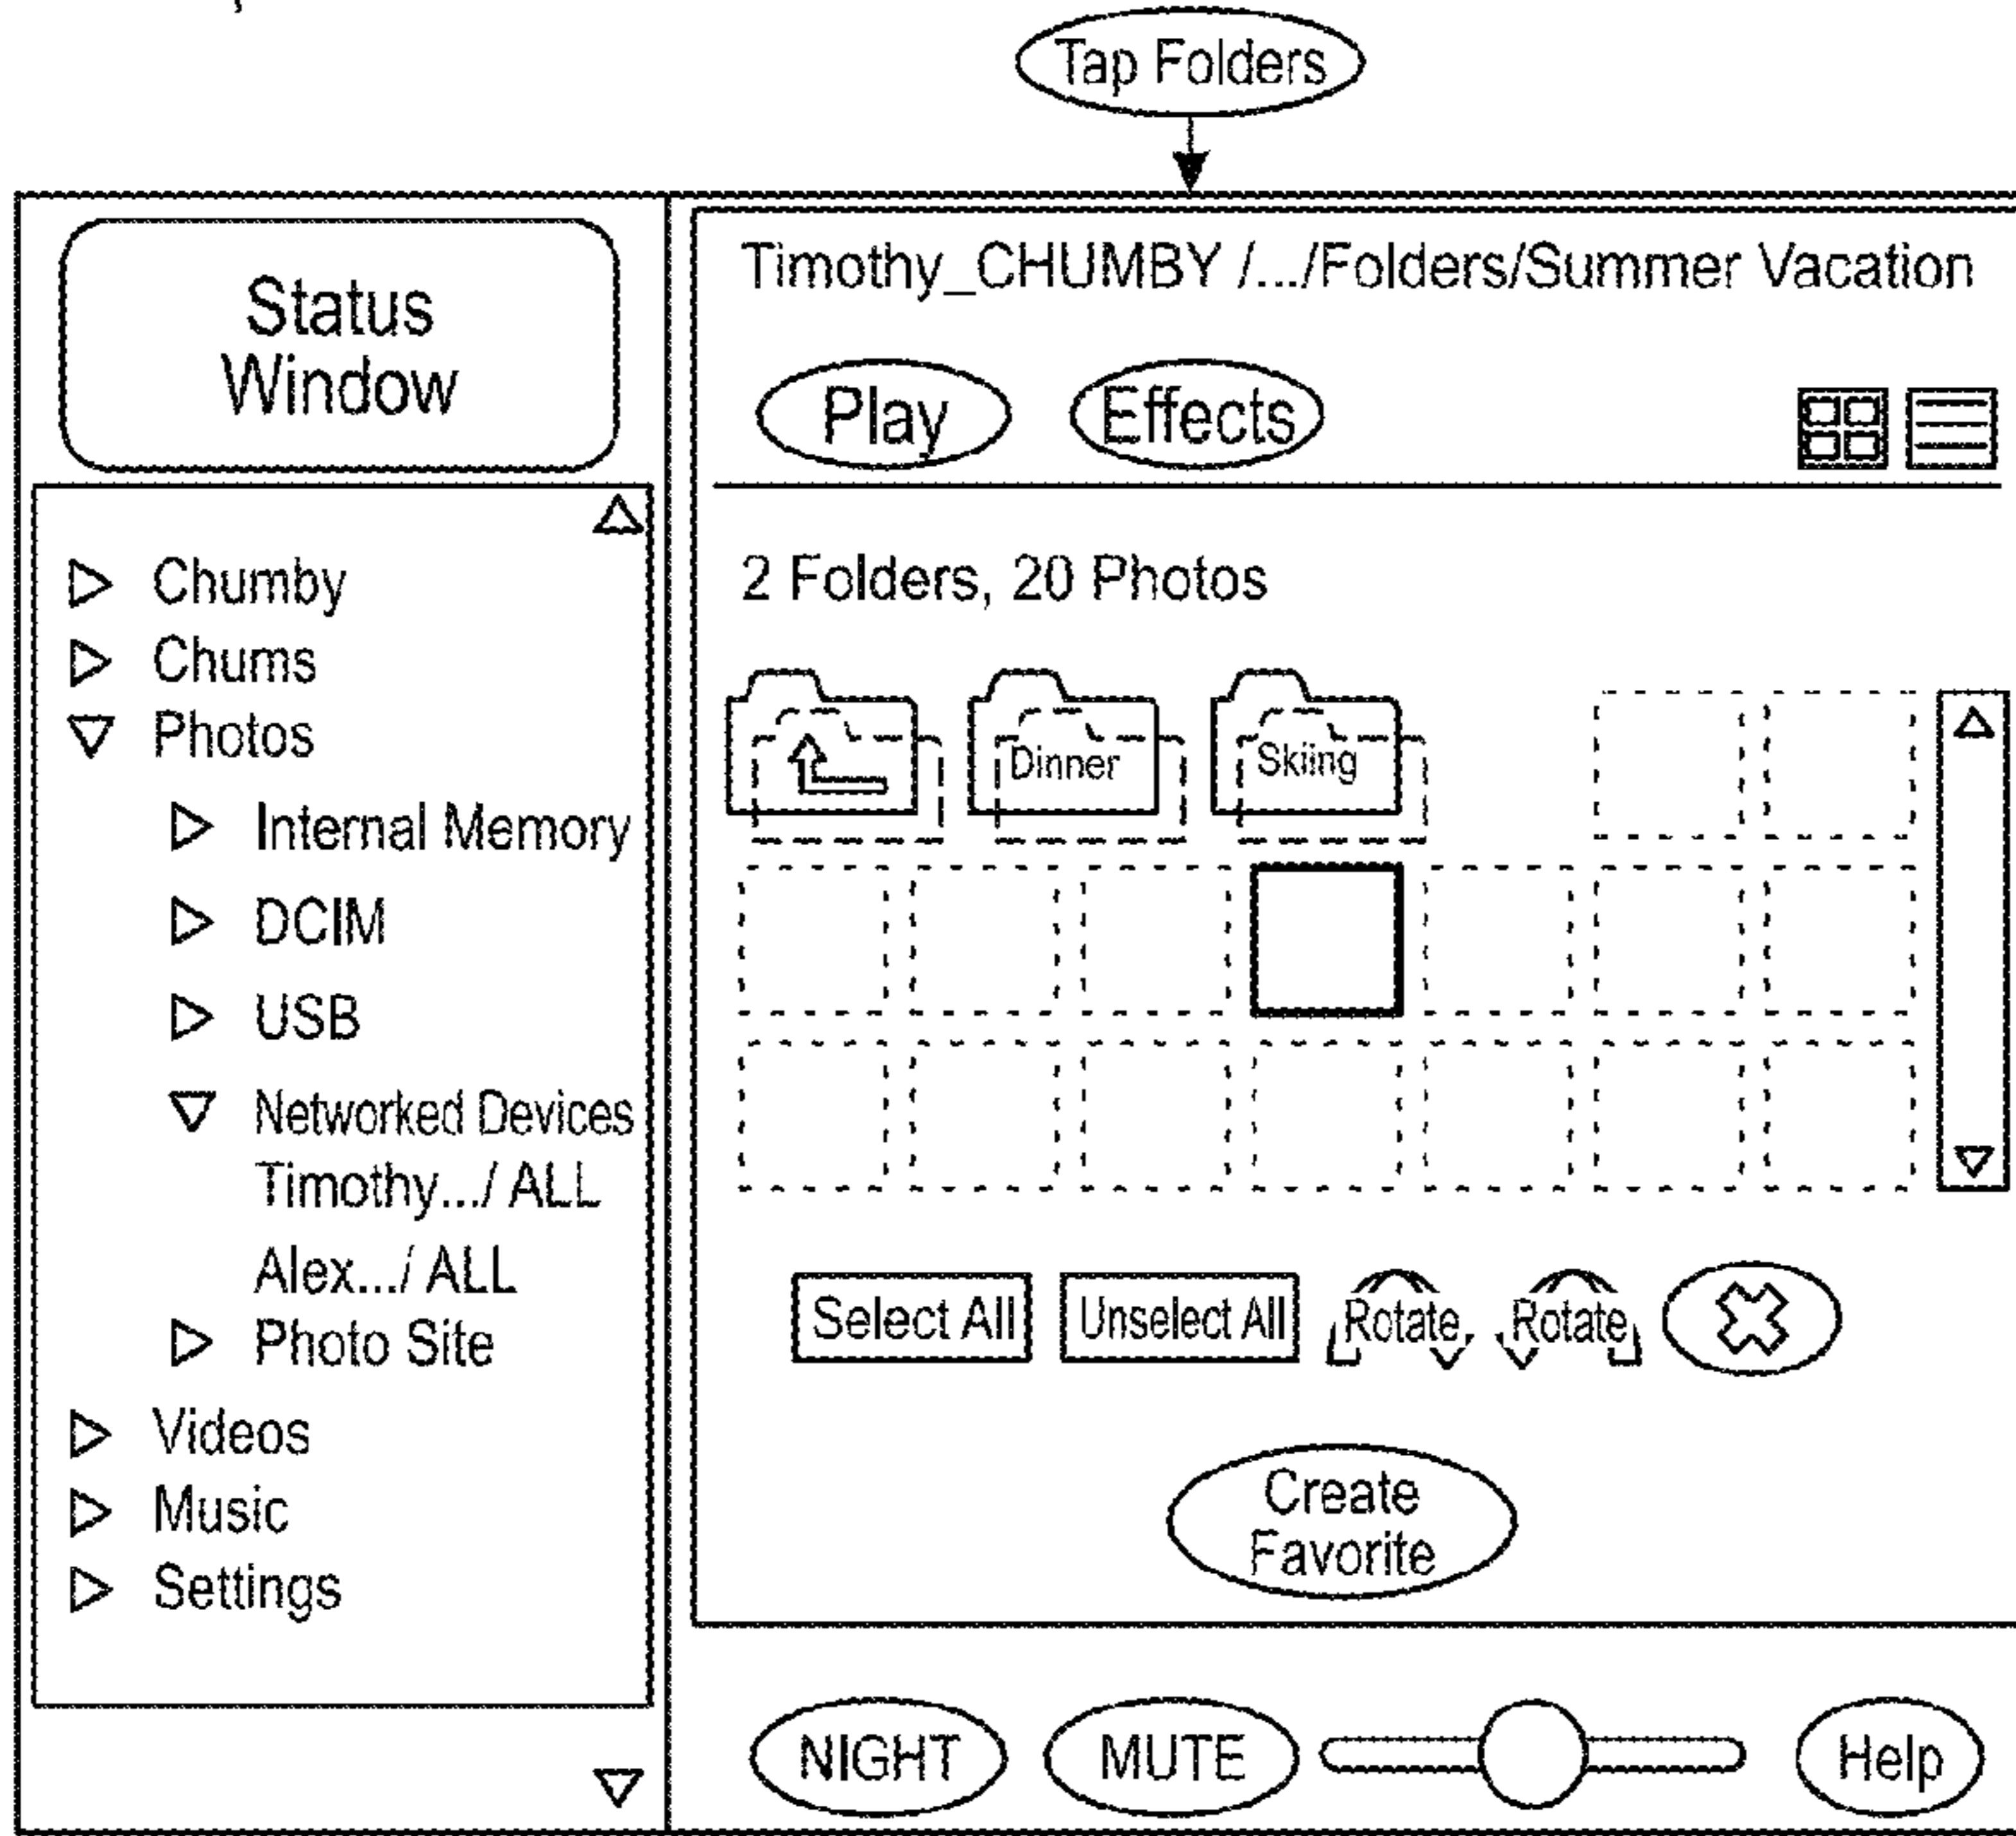 Tap Folders
Status
Window
Chumby
Chums
Photos
Internal Memory
DCIM
USB
Networked Devices
Timothy.../ ALL
Alex.../ ALL
Photo Site
Videos
Music
Settings
Timothy_CHUMBY /.../Folders/Summer Vacation
Play Effects
2 Folders, 20 Photos
Dinner Skiing
Select All Unselect All Rotate Rotate
Create
Favorite
NIGHT MUTE Help